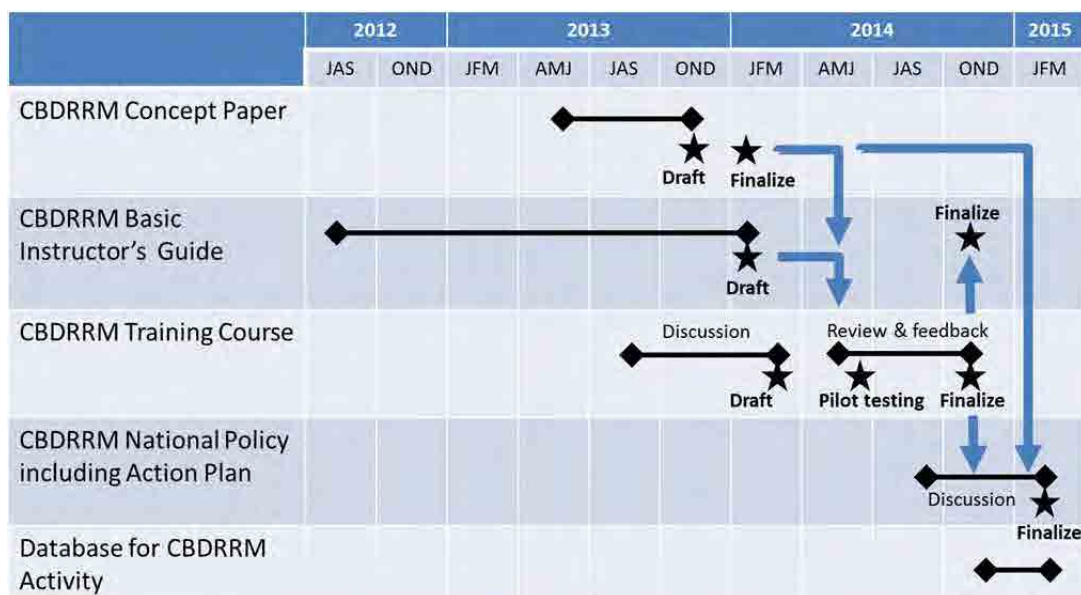 2012 2013 2014 2015
JAS OND JFM AMJ JAS OND JFM AMJ JAS OND JFM
CBDRRM Concept Paper
Draft Finalize
CBDRRM Basic
Instructor's Guide
Finalize
Draft
CBDRRM Training Course
Discussion Review & feedback
Draft Pilot testing Finalize
CBDRRM National Policy
including Action Plan
Discussion
Finalize
Database for CBDRRM
Activity